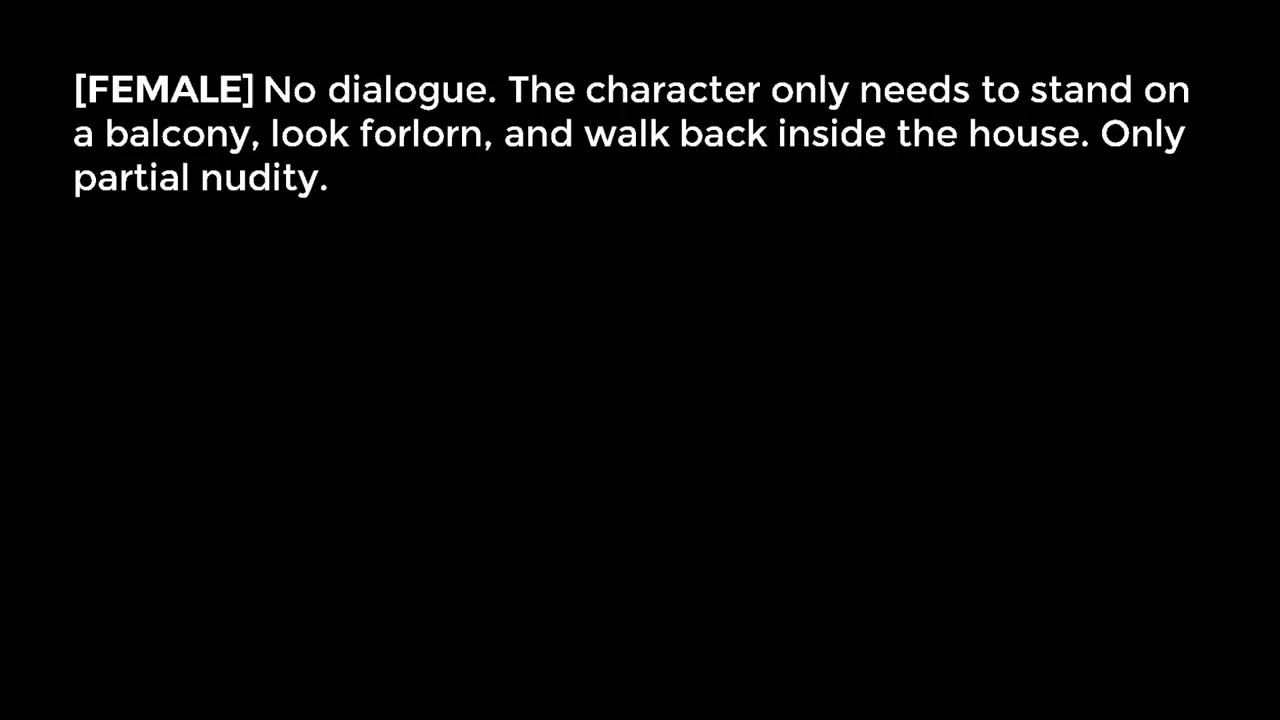 [FEMALE] No dialogue. The character only needs to stand on
a balcony, look forlorn, and walk back inside the house. Only
partial nudity.